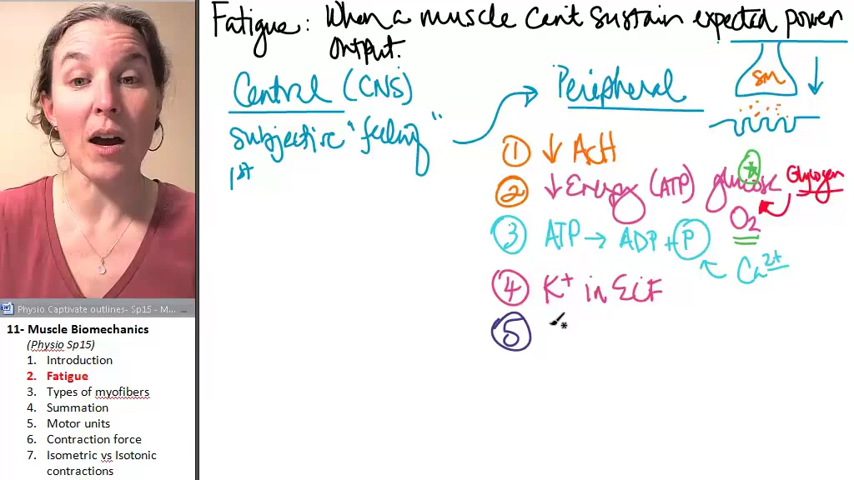 Fatigue: When a muscle can't sustain expected power
output.
Central (CNS)
subjective "feeling"
1st
Peripheral
sm
① ↓ ACH
② ↓ Energy (ATP) glucose
Glycogen
O₂
③ ATP → ADP + P
Ca²⁺
④ K⁺ in ECF
⑤
Physio Captivate outlines- Sp15 - M...
11- Muscle Biomechanics
(Physio Sp15)
1. Introduction
2. Fatigue
3. Types of myofibers
4. Summation
5. Motor units
6. Contraction force
7. Isometric vs Isotonic
contractions